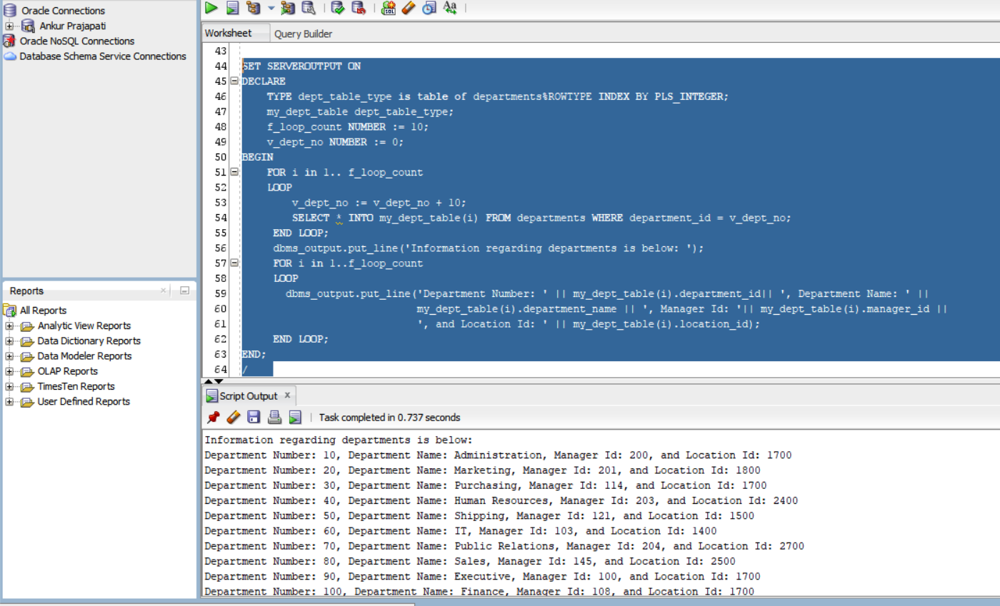 Oracle Connections
Ankur Prajapati
Oracle NoSQL Connections
Database Schema Service Connections
Reports
All Reports
Analytic View Reports
Data Dictionary Reports
Data Modeler Reports
OLAP Reports
TimesTen Reports
User Defined Reports
SQL
Aa
Worksheet Query Builder
43
44 SET SERVEROUTPUT ON
45 DECLARE
46 TYPE dept_table_type is table of departments%ROWTYPE INDEX BY PLS_INTEGER;
47 my_dept_table dept_table_type;
48 f_loop_count NUMBER := 10;
49 v_dept_no NUMBER := 0;
50 BEGIN
51 FOR i in 1.. f_loop_count
52 LOOP
53 v_dept_no := v_dept_no + 10;
54 SELECT * INTO my_dept_table(i) FROM departments WHERE department_id = v_dept_no;
55 END LOOP;
56 dbms_output.put_line('Information regarding departments is below: ');
57 FOR i in 1..f_loop_count
58 LOOP
59 dbms_output.put_line('Department Number: ' || my_dept_table(i).department_id|| ', Department Name: ' ||
60 my_dept_table(i).department_name || ', Manager Id: '|| my_dept_table(i).manager_id ||
61 ', and Location Id: ' || my_dept_table(i).location_id);
62 END LOOP;
63 END;
64 /
Script Output x
Task completed in 0.737 seconds
Information regarding departments is below:
Department Number: 10, Department Name: Administration, Manager Id: 200, and Location Id: 1700
Department Number: 20, Department Name: Marketing, Manager Id: 201, and Location Id: 1800
Department Number: 30, Department Name: Purchasing, Manager Id: 114, and Location Id: 1700
Department Number: 40, Department Name: Human Resources, Manager Id: 203, and Location Id: 2400
Department Number: 50, Department Name: Shipping, Manager Id: 121, and Location Id: 1500
Department Number: 60, Department Name: IT, Manager Id: 103, and Location Id: 1400
Department Number: 70, Department Name: Public Relations, Manager Id: 204, and Location Id: 2700
Department Number: 80, Department Name: Sales, Manager Id: 145, and Location Id: 2500
Department Number: 90, Department Name: Executive, Manager Id: 100, and Location Id: 1700
Department Number: 100, Department Name: Finance, Manager Id: 108, and Location Id: 1700